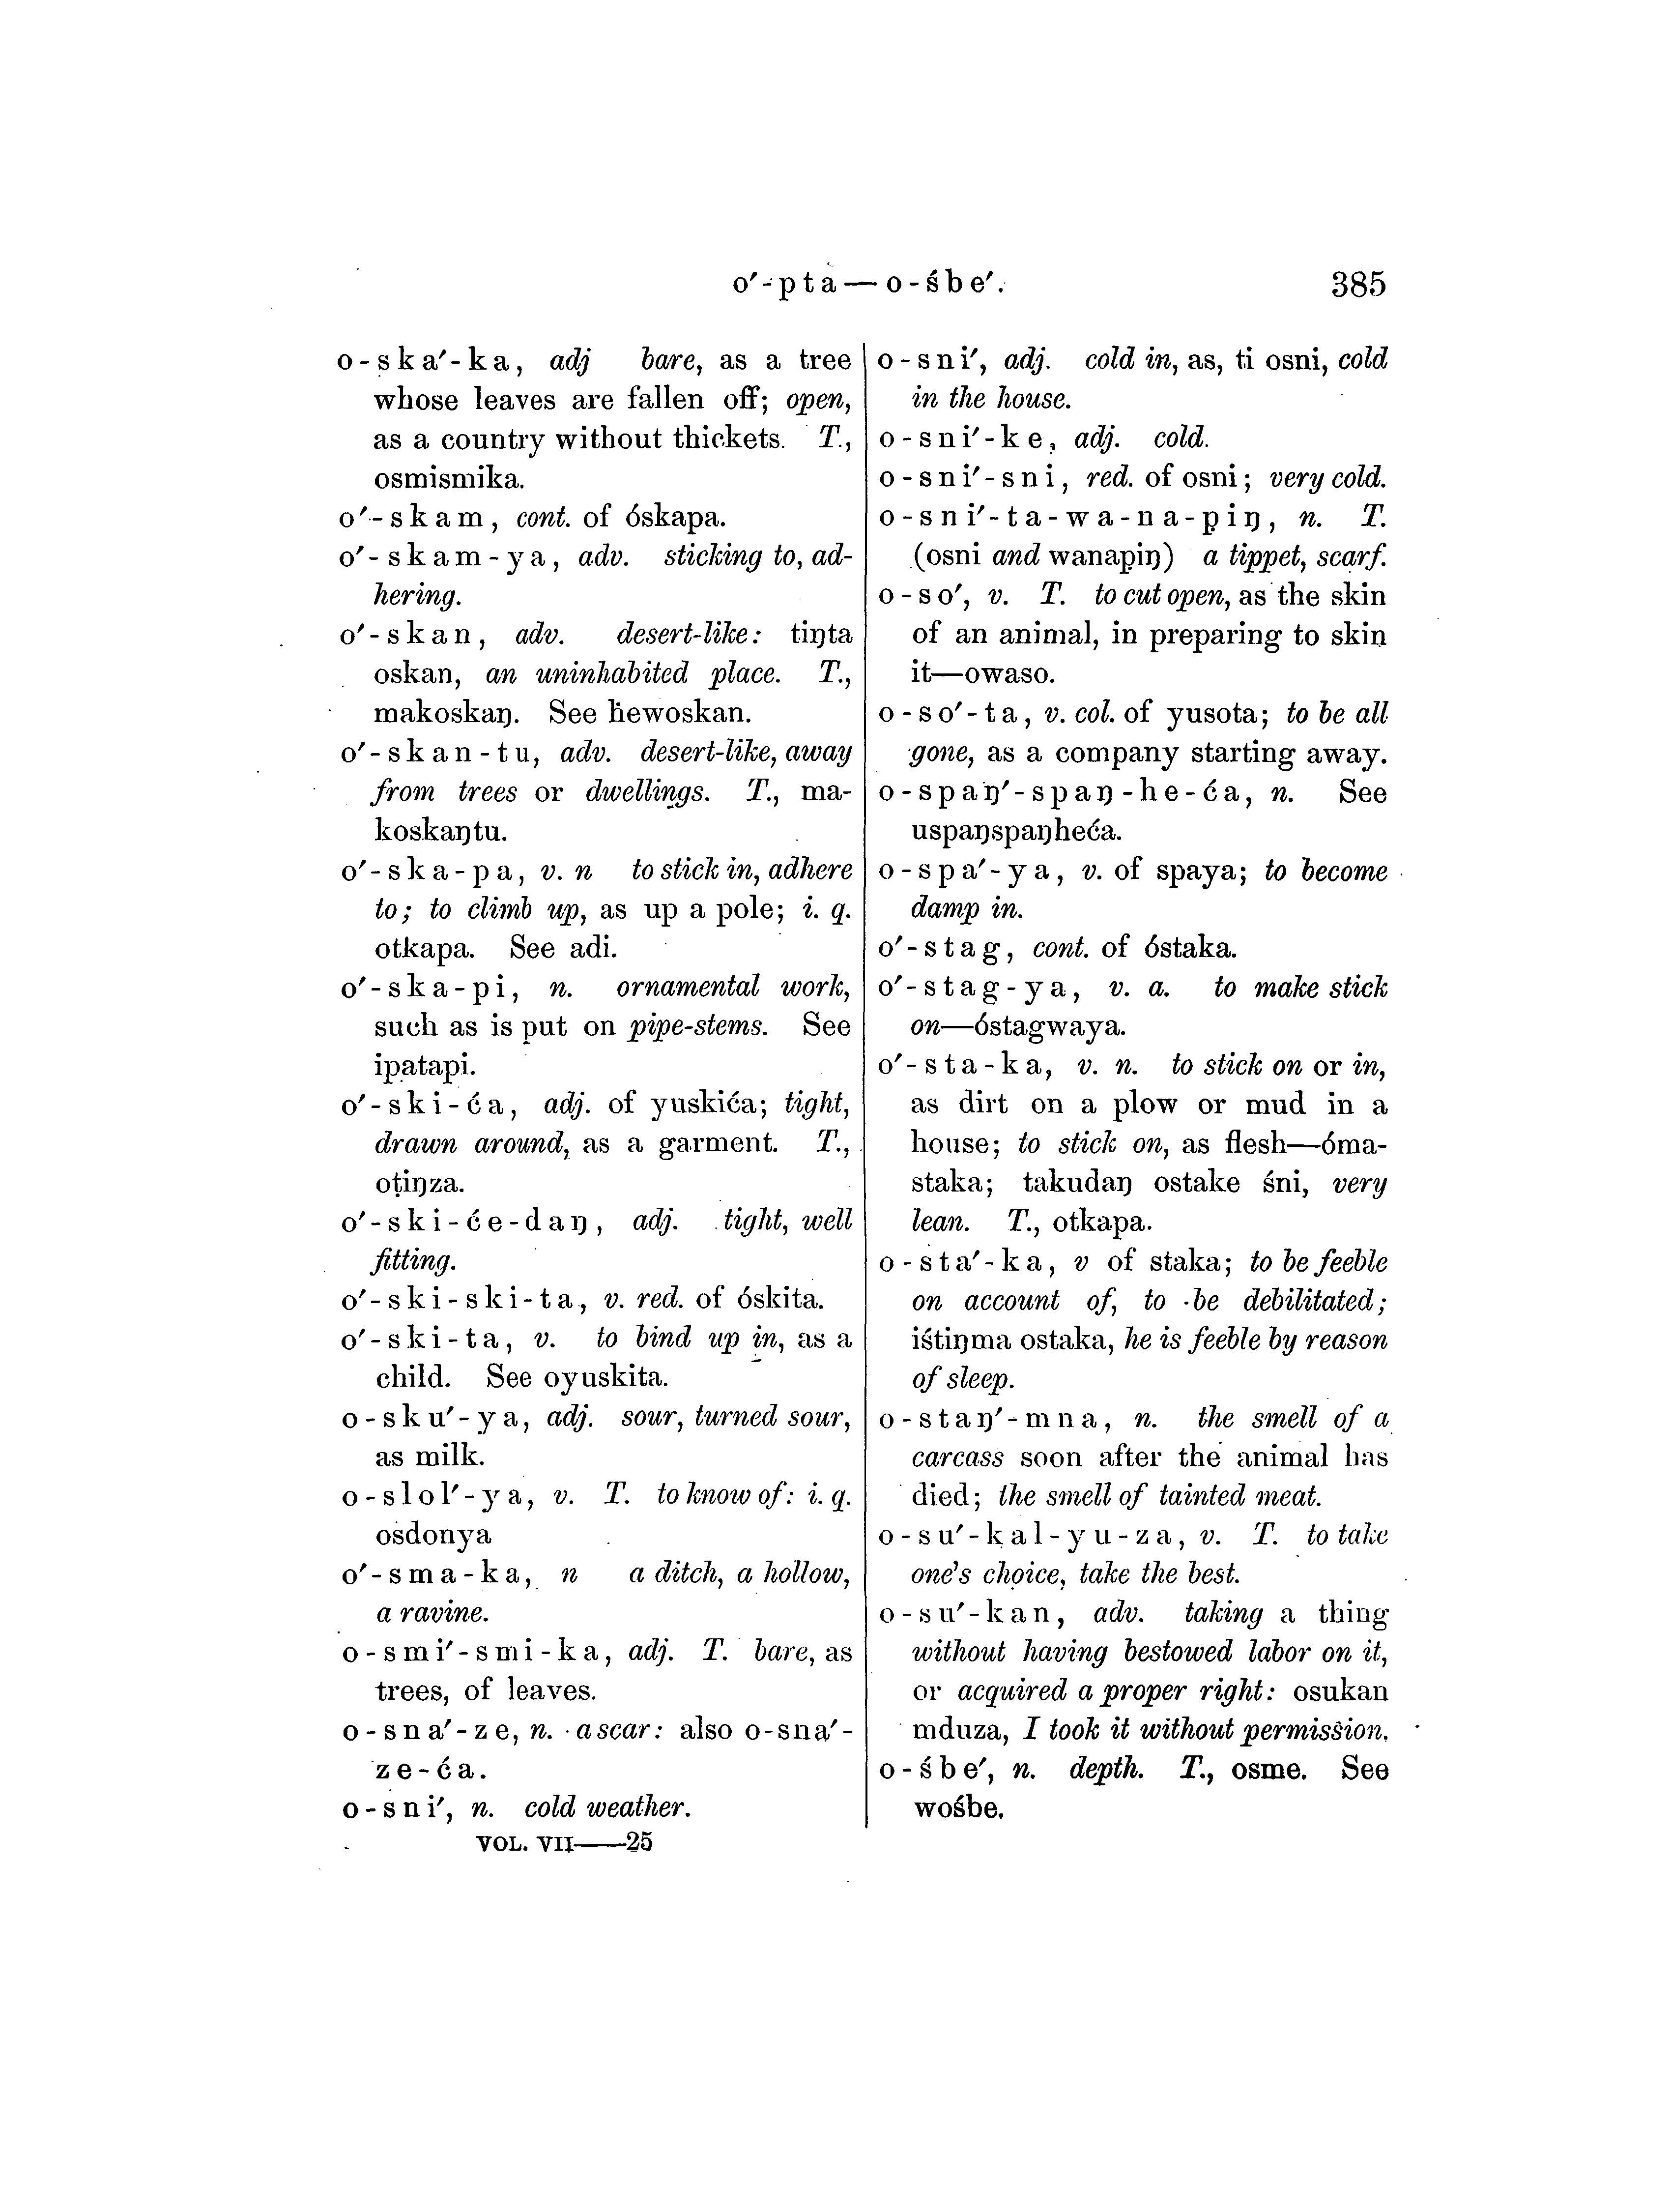 o′-pta—o-śbe′.
385
o-ska′-ka, adj bare, as a tree
whose leaves are fallen off; open,
as a country without thickets. T.,
osmismika.
o′-skam, cont. of óskapa.
o′-skam-ya, adv. sticking to, ad-
hering.
o′-skan, adv. desert-like: tiŋta
oskan, an uninhabited place. T.,
makoskaŋ. See ḣewoskan.
o′-skan-tu, adv. desert-like, away
from trees or dwellings. T., ma-
koskaŋtu.
o′-ska-pa, v. n to stick in, adhere
to; to climb up, as up a pole; i. q.
otkapa. See adi.
o′-ska-pi, n. ornamental work,
such as is put on pipe-stems. See
ipatapi.
o′-ski-ća, adj. of yuskića; tight,
drawn around, as a garment. T.,
oṭiŋza.
o′-ski-će-daŋ, adj. tight, well
fitting.
o′-ski-ski-ta, v. red. of óskita.
o′-ski-ta, v. to bind up in, as a
child. See oyuskita.
o-sku′-ya, adj. sour, turned sour,
as milk.
o-slol′-ya, v. T. to know of: i. q.
osdonya
o′-sma-ka, n a ditch, a hollow,
a ravine.
o-smi′-smi-ka, adj. T. bare, as
trees, of leaves.
o-sna′-ze, n. a scar: also o-sna′-
ze-ća.
o-sni′, n. cold weather.
VOL. VII——25
o-sni′, adj. cold in, as, ti osni, cold
in the house.
o-sni′-ke, adj. cold.
o-sni′-sni, red. of osni; very cold.
o-sni′-ta-wa-na-p̣iŋ, n. T.
(osni and wanap̣iŋ) a tippet, scarf.
o-so′, v. T. to cut open, as the skin
of an animal, in preparing to skin
it—owaso.
o-so′-ta, v. col. of yusota; to be all
gone, as a company starting away.
o-spaŋ′-spaŋ-he-ća, n. See
uspaŋspaŋheća.
o-spa′-ya, v. of spaya; to become
damp in.
o′-stag, cont. of óstaka.
o′-stag-ya, v. a. to make stick
on—óstagwaya.
o′-sta-ka, v. n. to stick on or in,
as dirt on a plow or mud in a
house; to stick on, as flesh—óma-
staka; takudaŋ ostake śni, very
lean. T., otkapa.
o-sta′-ka, v of staka; to be feeble
on account of, to be debilitated;
iśtiŋma ostaka, he is feeble by reason
of sleep.
o-staŋ′-mna, n. the smell of a
carcass soon after the animal has
died; the smell of tainted meat.
o-su′-kal-yu-za, v. T. to take
one's choice, take the best.
o-su′-kan, adv. taking a thing
without having bestowed labor on it,
or acquired a proper right: osukan
mduza, I took it without permission.
o-śbe′, n. depth. T., osme. See
wośbe.